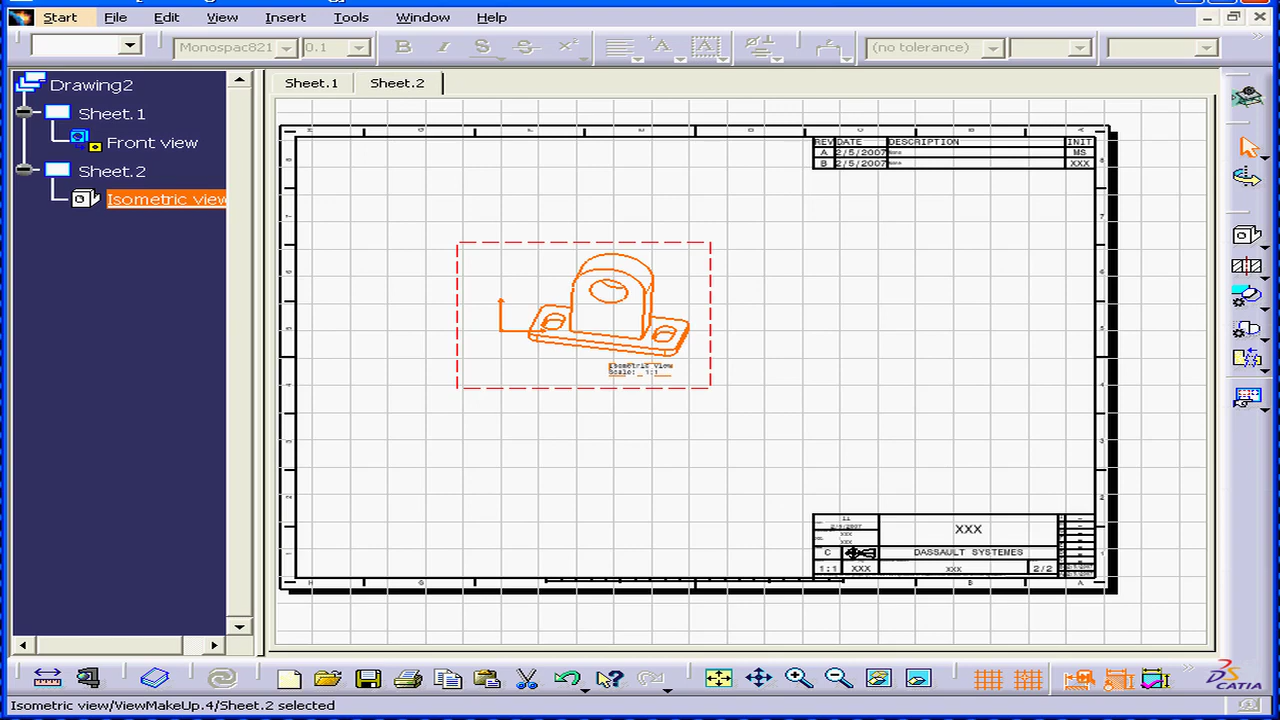 Start File Edit View Insert Tools Window Help
Monospac821 0.1 B I S S (no tolerance)
Drawing2
Sheet.1
Front view
Sheet.2
Isometric view
Sheet.1 Sheet.2
REV DATE DESCRIPTION INIT
A 2/5/2007 MS
B 2/5/2007 XXX
Isometric view
Scale: 1:1
XXX
C DASSAULT SYSTEMES
1:1 XXX XXX 2/2
H G B A
CATIA
Isometric view/ViewMakeUp.4/Sheet.2 selected